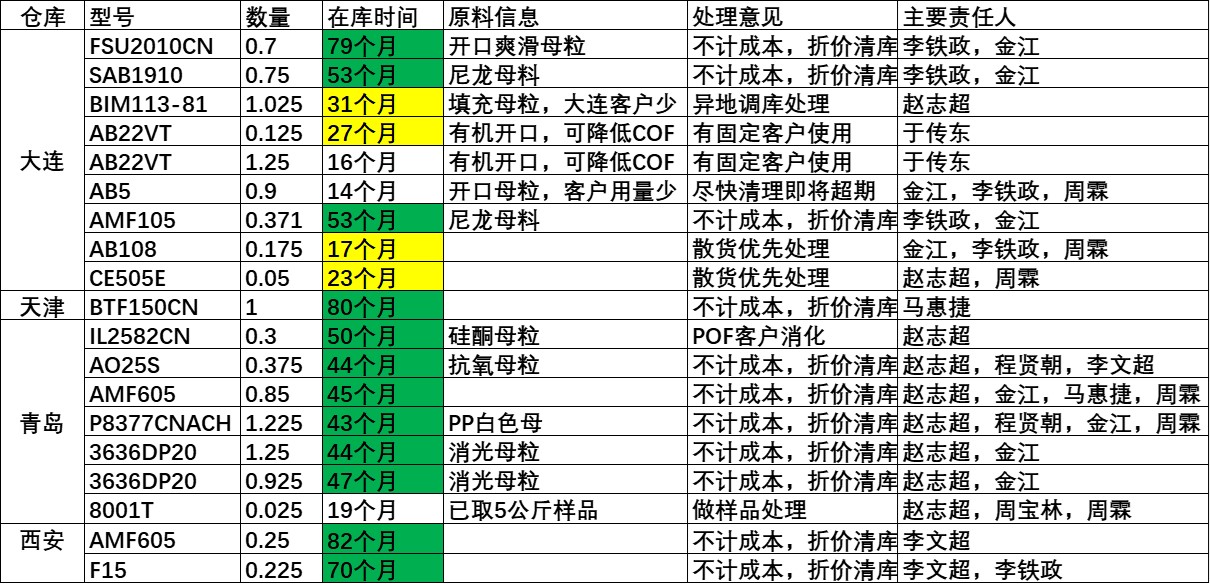 仓库 型号 数量 在库时间 原料信息 处理意见 主要责任人
大连 FSU2010CN 0.7 79个月 开口爽滑母粒 不计成本，折价清库 李铁政，金江
SAB1910 0.75 53个月 尼龙母料 不计成本，折价清库 李铁政，金江
BIM113-81 1.025 31个月 填充母粒，大连客户少 异地调库处理 赵志超
AB22VT 0.125 27个月 有机开口，可降低COF 有固定客户使用 于传东
AB22VT 1.25 16个月 有机开口，可降低COF 有固定客户使用 于传东
AB5 0.9 14个月 开口母粒，客户用量少 尽快清理即将超期 金江，李铁政，周霖
AMF105 0.371 53个月 尼龙母料 不计成本，折价清库 李铁政，金江
AB108 0.175 17个月 散货优先处理 金江，李铁政，周霖
CE505E 0.05 23个月 散货优先处理 赵志超，周霖
天津 BTF150CN 1 80个月 不计成本，折价清库 马惠捷
青岛 IL2582CN 0.3 50个月 硅酮母粒 POF客户消化 赵志超
AO25S 0.375 44个月 抗氧母粒 不计成本，折价清库 赵志超，程贤朝，李文超
AMF605 0.85 45个月 不计成本，折价清库 赵志超，金江，马惠捷，周霖
P8377CNACH 1.225 43个月 PP白色母 不计成本，折价清库 赵志超，程贤朝，金江，周霖
3636DP20 1.25 44个月 消光母粒 不计成本，折价清库 赵志超，金江
3636DP20 0.925 47个月 消光母粒 不计成本，折价清库 赵志超，金江
8001T 0.025 19个月 已取5公斤样品 做样品处理 赵志超，周宝林，周霖
西安 AMF605 0.25 82个月 不计成本，折价清库 李文超
F15 0.225 70个月 不计成本，折价清库 李文超，李铁政